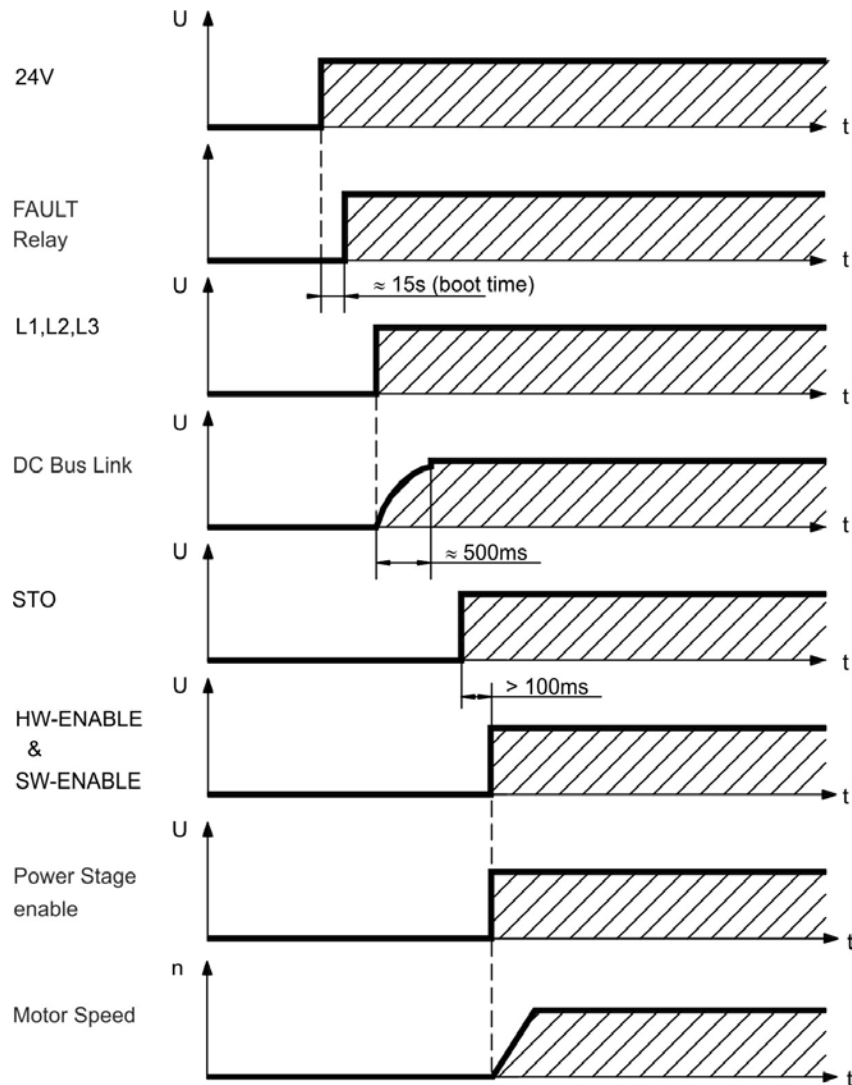 U
24V
t
FAULT
Relay
t
≈ 15s (boot time)
U
L1,L2,L3
t
U
DC Bus Link
t
≈ 500ms
U
STO
t
> 100ms
U
HW-ENABLE
&
SW-ENABLE
t
U
Power Stage
enable
t
n
Motor Speed
t